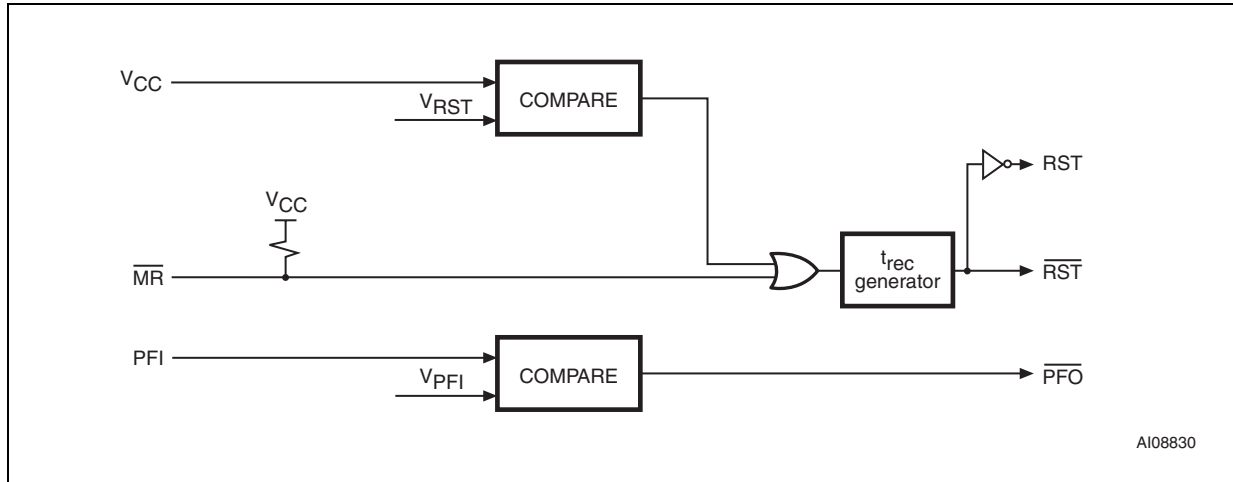 VCC
VRST
COMPARE
RST
VCC
MR
trec
generator
RST
PFI
VPFI
COMPARE
PFO
AI08830